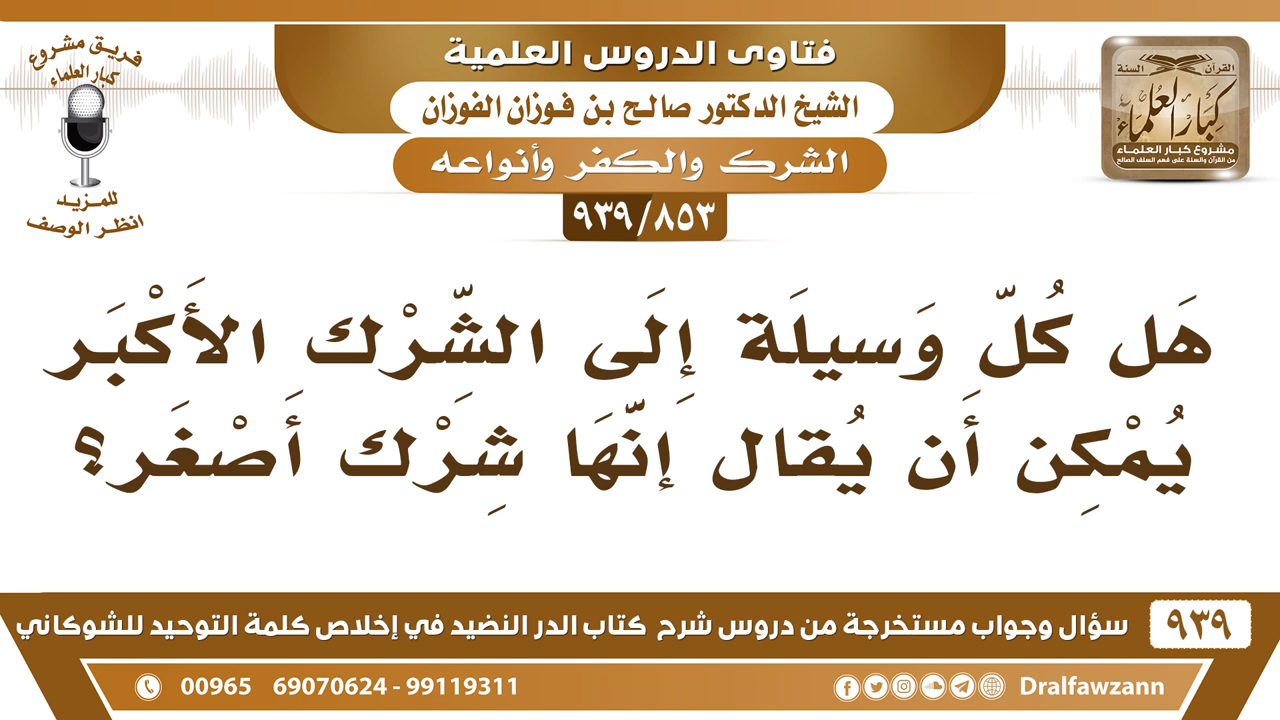 فتاوى الدروس العلمية
الشيخ الدكتور صالح بن فوزان الفوزان
الشرك والكفر وأنواعه
٩٣٩/٨٥٣
فريق مشروع
كبار العلماء
للمزيد
انظر الوصف
القرآن السنة
كبار العلماء
مشروع كبار العلماء
من القرآن والسنة على فهم السلف الصالح
هَل كُلّ وَسيلَة إِلَى الشِّرْك الأَكْبَر
يُمْكِن أَن يُقال إِنّهَا شِرْك أَصْغَر؟
٩٣٩
سؤال وجواب مستخرجة من دروس شرح كتاب الدر النضيد في إخلاص كلمة التوحيد للشوكاني
00965 69070624 - 99119311
Dralfawzann